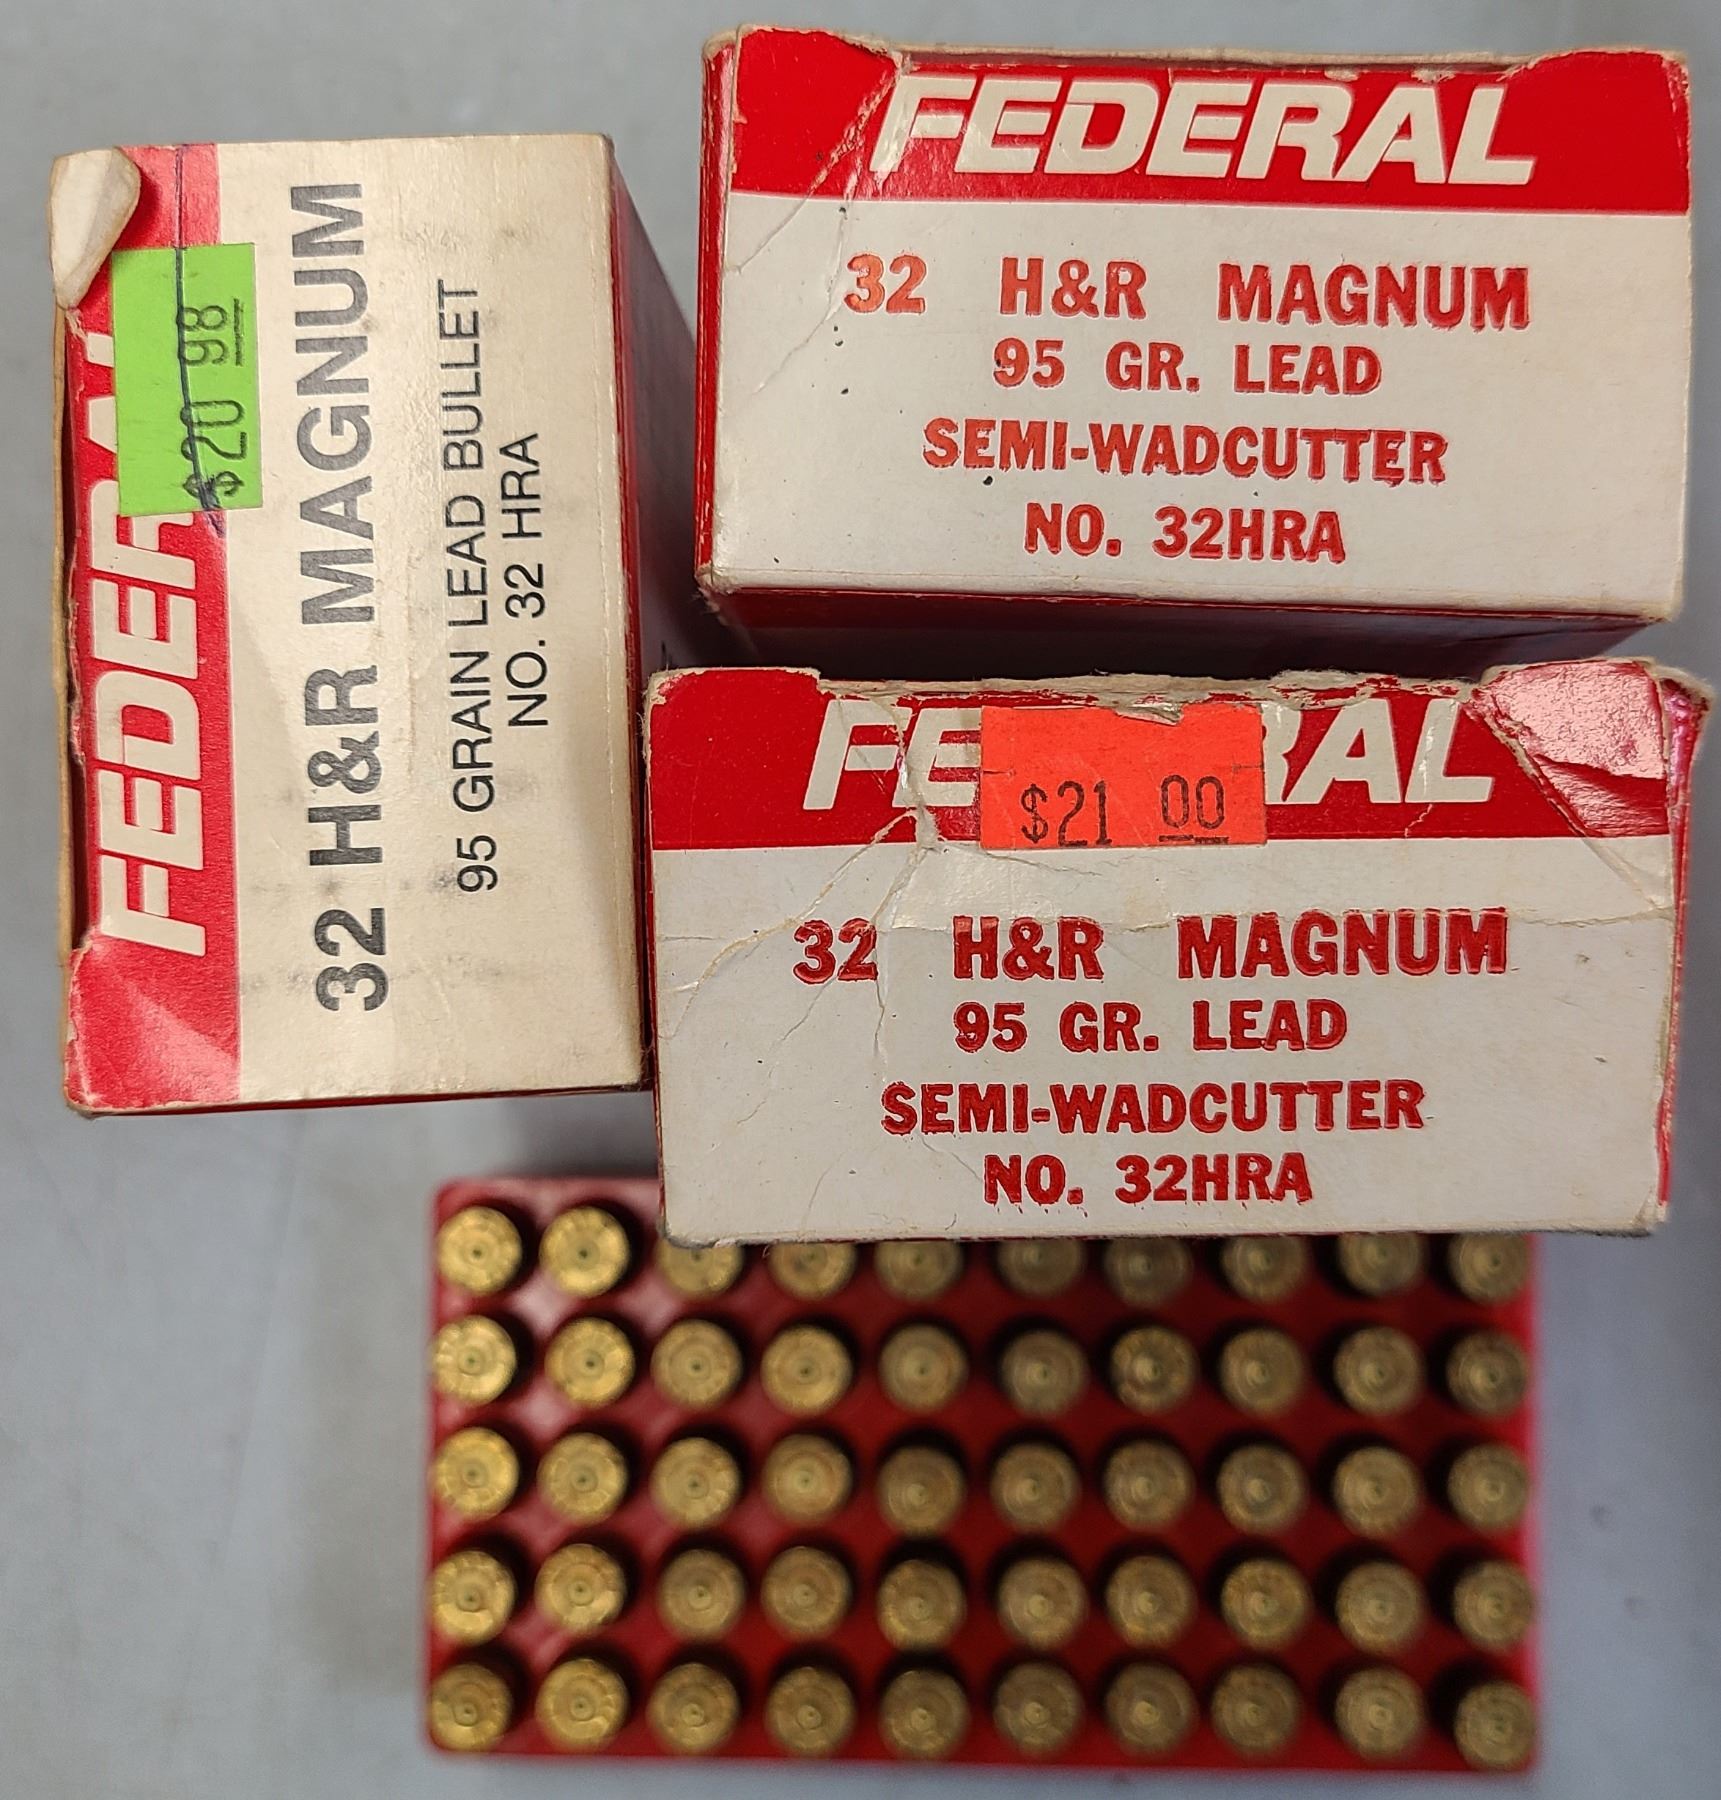 FEDERAL
$20 98
32 H&R MAGNUM
95 GRAIN LEAD BULLET
NO. 32 HRA
FEDERAL
32 H&R MAGNUM
95 GR. LEAD
SEMI-WADCUTTER
NO. 32HRA
FEDERAL
$21 00
32 H&R MAGNUM
95 GR. LEAD
SEMI-WADCUTTER
NO. 32HRA